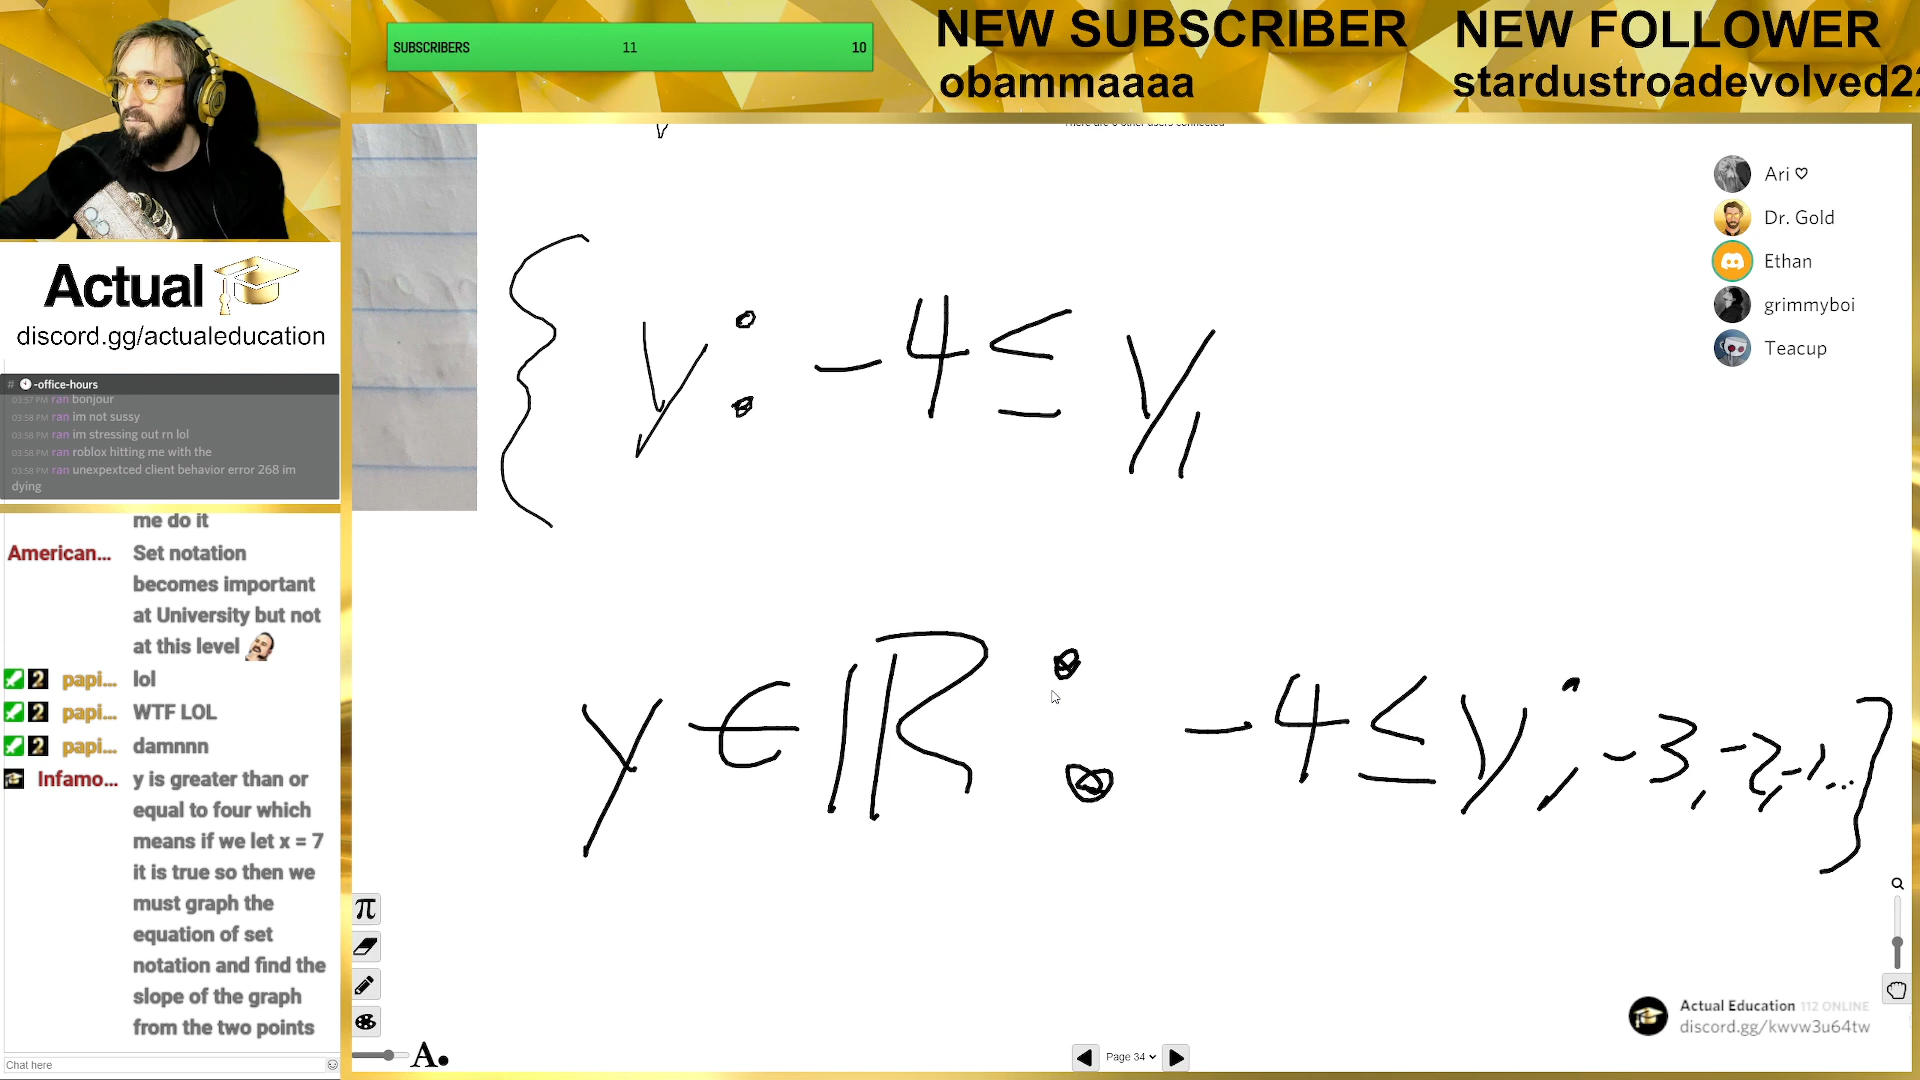 SUBSCRIBERS 11 10
NEW SUBSCRIBER
obammaaaa
NEW FOLLOWER
stardustroadevolved22
Actual
discord.gg/actualeducation
# -office-hours
03:57 PM ran bonjour
03:58 PM ran im not sussy
03:58 PM ran im stressing out rn lol
03:58 PM ran roblox hitting me with the
03:58 PM ran unexpextced client behavior error 268 im
dying
me do it
American... Set notation
becomes important
at University but not
at this level
2 papi... lol
2 papi... WTF LOL
2 papi... damnnn
Infamo... y is greater than or
equal to four which
means if we let x = 7
it is true so then we
must graph the
equation of set
notation and find the
slope of the graph
from the two points
Chat here
{ y : -4 ≤ y,
y ∈ ℝ : -4 ≤ y ; -3, -2, -1 ... }
Ari ♡
Dr. Gold
Ethan
grimmyboi
Teacup
π
A
Page 34
Actual Education 112 ONLINE
discord.gg/kwvw3u64tw